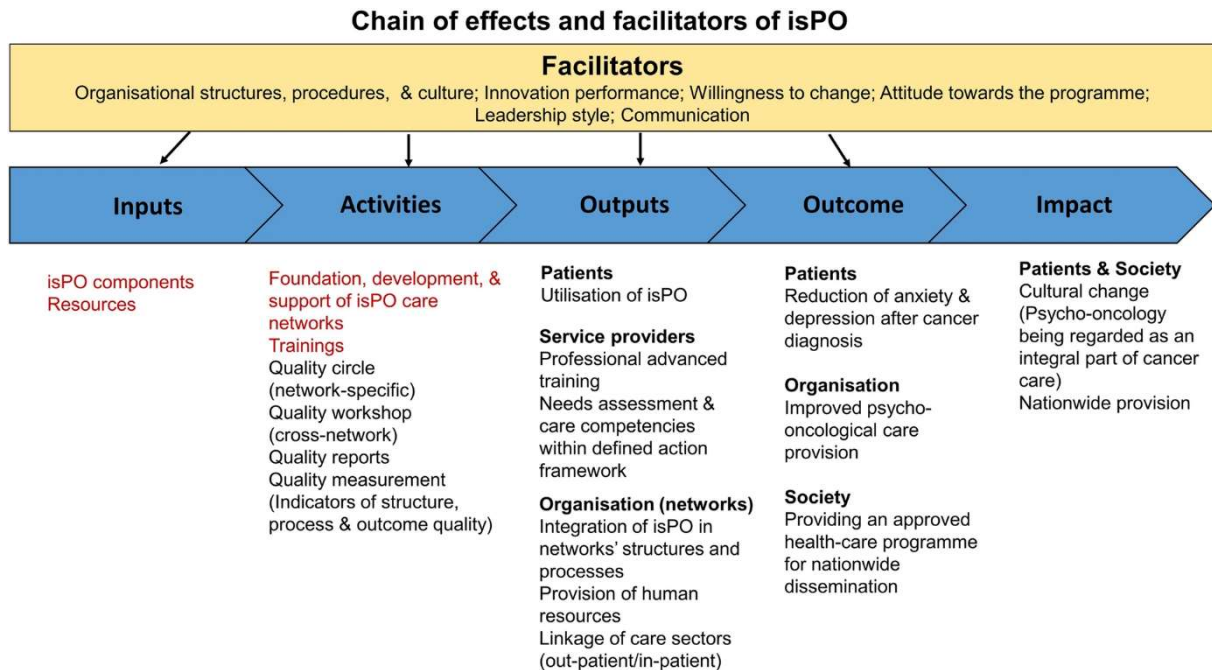 Chain of effects and facilitators of isPO
Facilitators
Organisational structures, procedures, & culture; Innovation performance; Willingness to change; Attitude towards the programme;
Leadership style; Communication
Inputs
Activities
Outputs
Outcome
Impact
isPO components
Resources
Foundation, development, &
support of isPO care
networks
Trainings
Quality circle
(network-specific)
Quality workshop
(cross-network)
Quality reports
Quality measurement
(Indicators of structure,
process & outcome quality)
Patients
Utilisation of isPO
Service providers
Professional advanced
training
Needs assessment &
care competencies
within defined action
framework
Organisation (networks)
Integration of isPO in
networks' structures and
processes
Provision of human
resources
Linkage of care sectors
(out-patient/in-patient)
Patients
Reduction of anxiety &
depression after cancer
diagnosis
Organisation
Improved psycho-
oncological care
provision
Society
Providing an approved
health-care programme
for nationwide
dissemination
Patients & Society
Cultural change
(Psycho-oncology
being regarded as an
integral part of cancer
care)
Nationwide provision